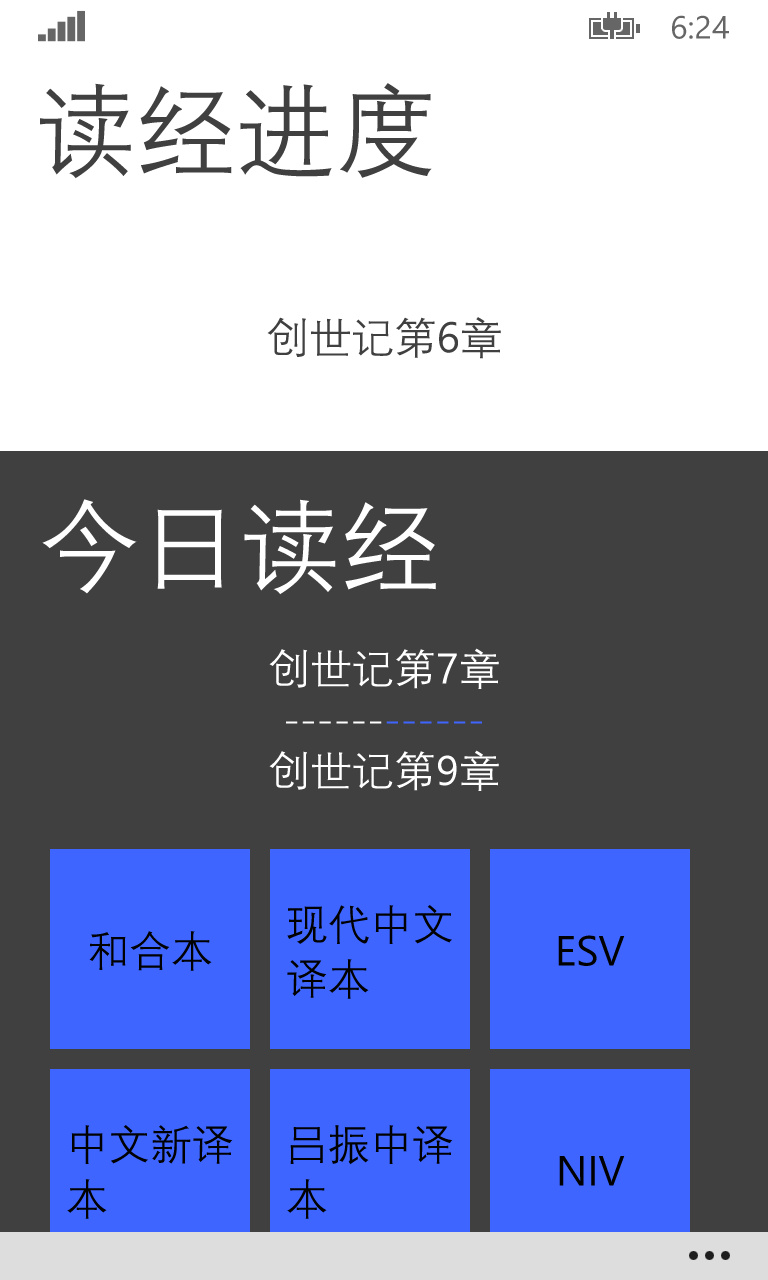 6:24
读经进度
创世记第6章
今日读经
创世记第7章
------------
创世记第9章
和合本
现代中文
译本
ESV
中文新译
本
吕振中译
本
NIV